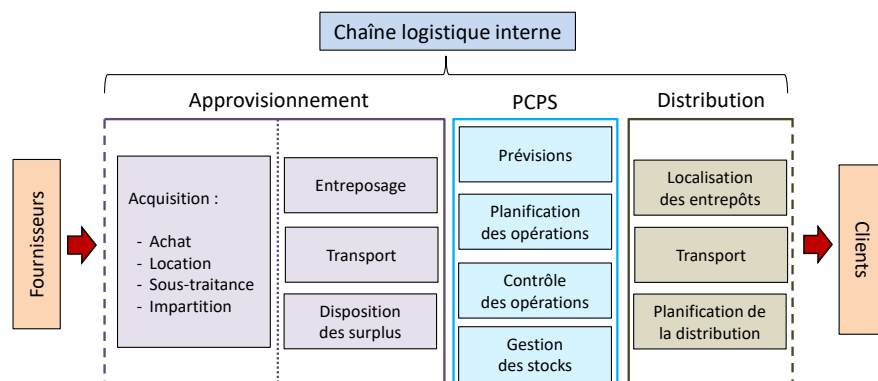 Chaîne logistique interne
Approvisionnement
PCPS
Distribution
Fournisseurs
Acquisition :
- Achat
- Location
- Sous-traitance
- Impartition
Entreposage
Transport
Disposition
des surplus
Prévisions
Planification
des opérations
Contrôle
des opérations
Gestion
des stocks
Localisation
des entrepôts
Transport
Planification de
la distribution
Clients